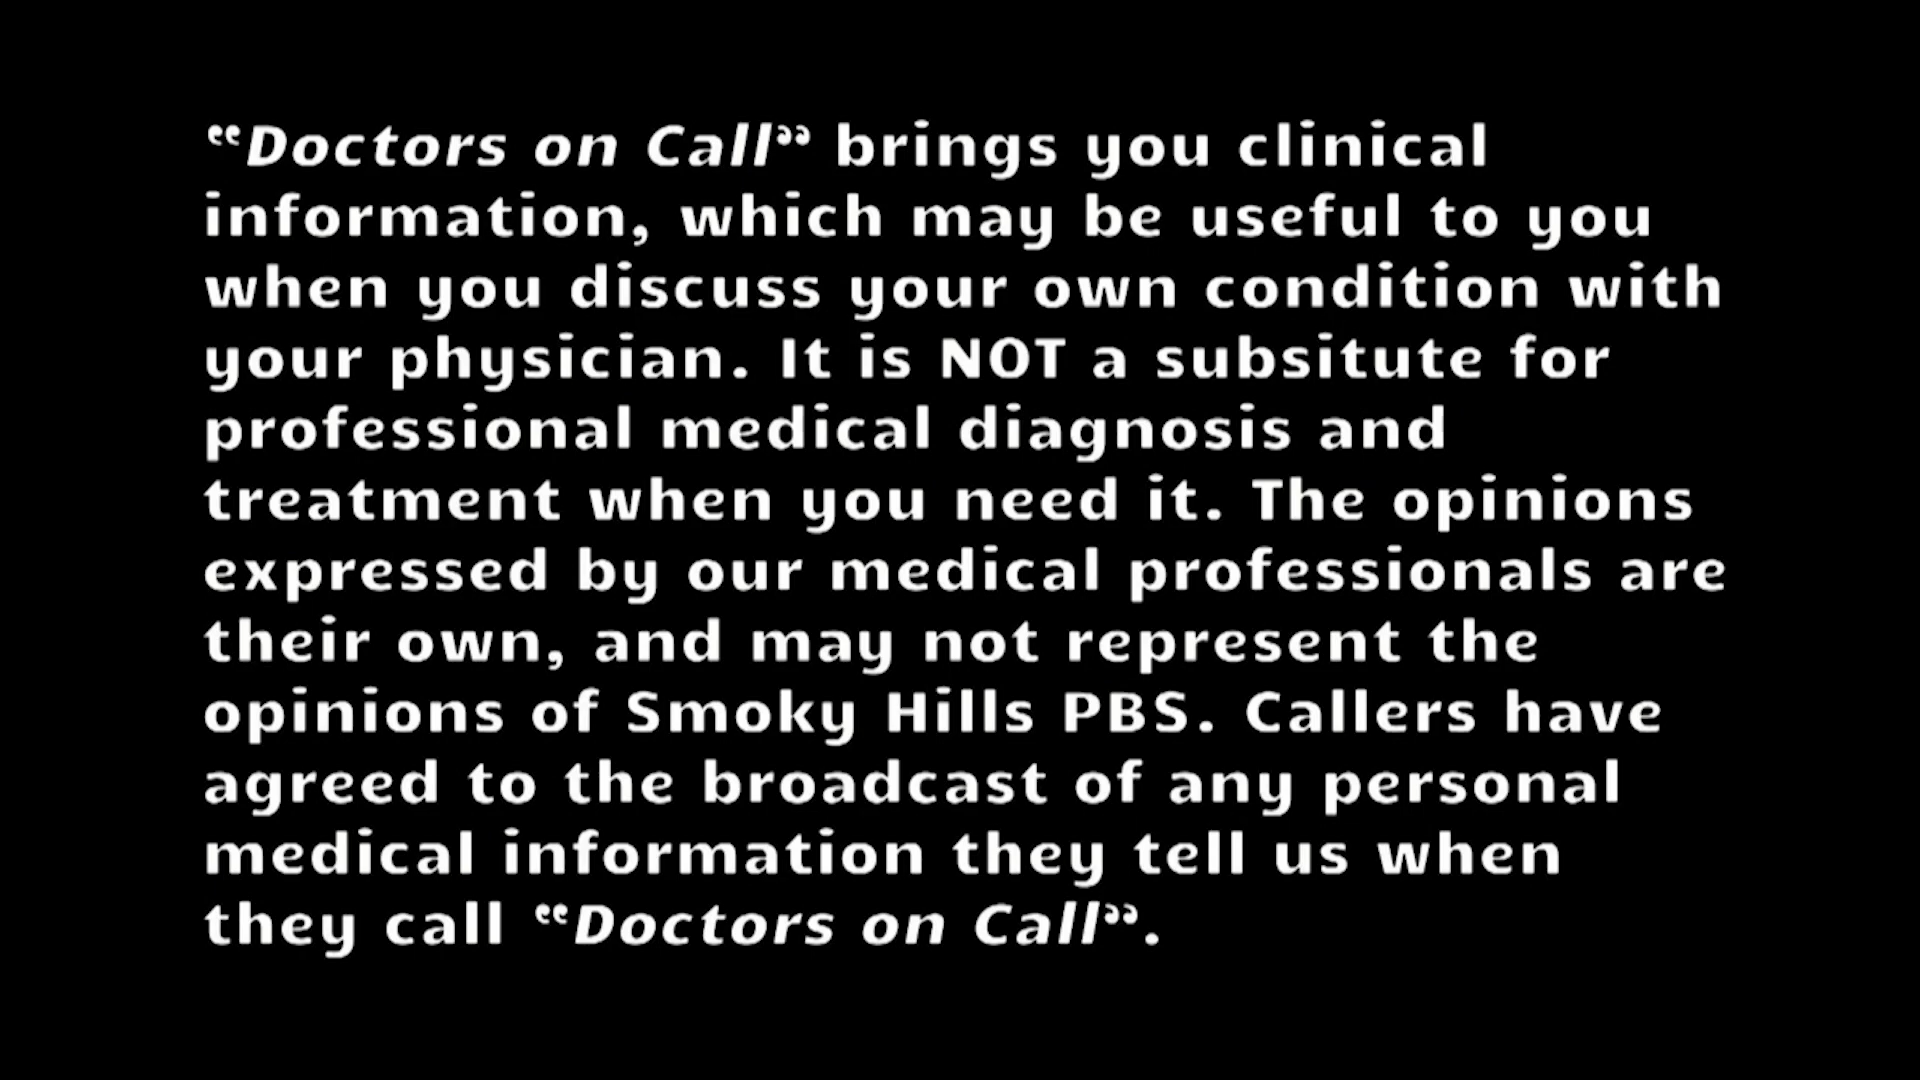 “Doctors on Call” brings you clinical
information, which may be useful to you
when you discuss your own condition with
your physician. It is NOT a subsitute for
professional medical diagnosis and
treatment when you need it. The opinions
expressed by our medical professionals are
their own, and may not represent the
opinions of Smoky Hills PBS. Callers have
agreed to the broadcast of any personal
medical information they tell us when
they call “Doctors on Call”.